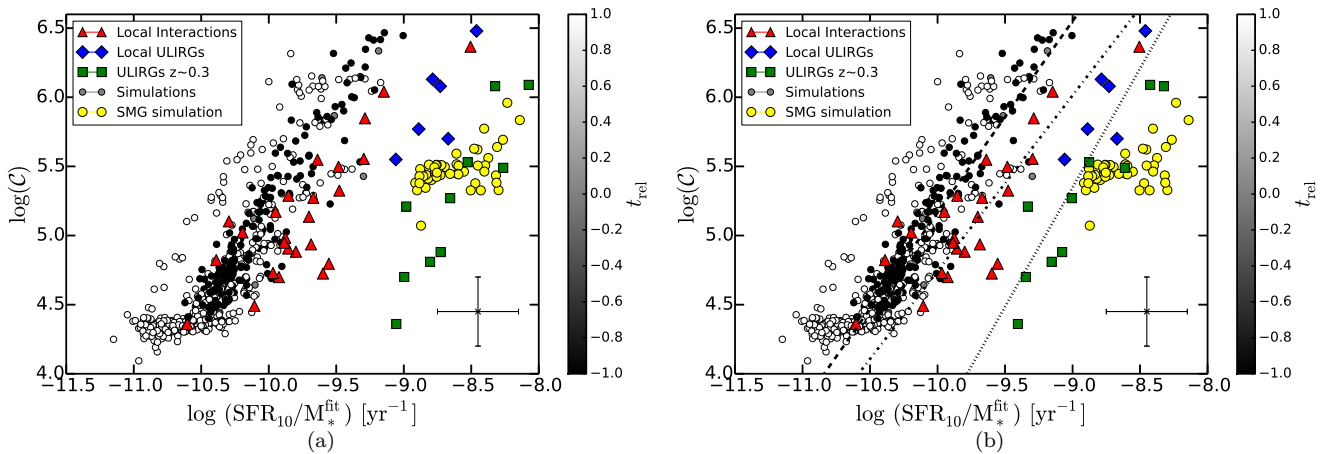 6.5
6.0
5.5
5.0
4.5
4.0
log(C)
Local Interactions
Local ULIRGs
ULIRGs z~0.3
Simulations
SMG simulation
−11.5 −11.0 −10.5 −10.0 −9.5 −9.0 −8.5 −8.0
log (SFR₁₀/M∗ᶠⁱᵗ) [yr⁻¹]
(a)
1.0
0.8
0.6
0.4
0.2
0.0
−0.2
−0.4
−0.6
−0.8
−1.0
t_rel
6.5
6.0
5.5
5.0
4.5
4.0
log(C)
Local Interactions
Local ULIRGs
ULIRGs z~0.3
Simulations
SMG simulation
−11.5 −11.0 −10.5 −10.0 −9.5 −9.0 −8.5 −8.0
log (SFR₁₀/M∗ᶠⁱᵗ) [yr⁻¹]
(b)
1.0
0.8
0.6
0.4
0.2
0.0
−0.2
−0.4
−0.6
−0.8
−1.0
t_rel